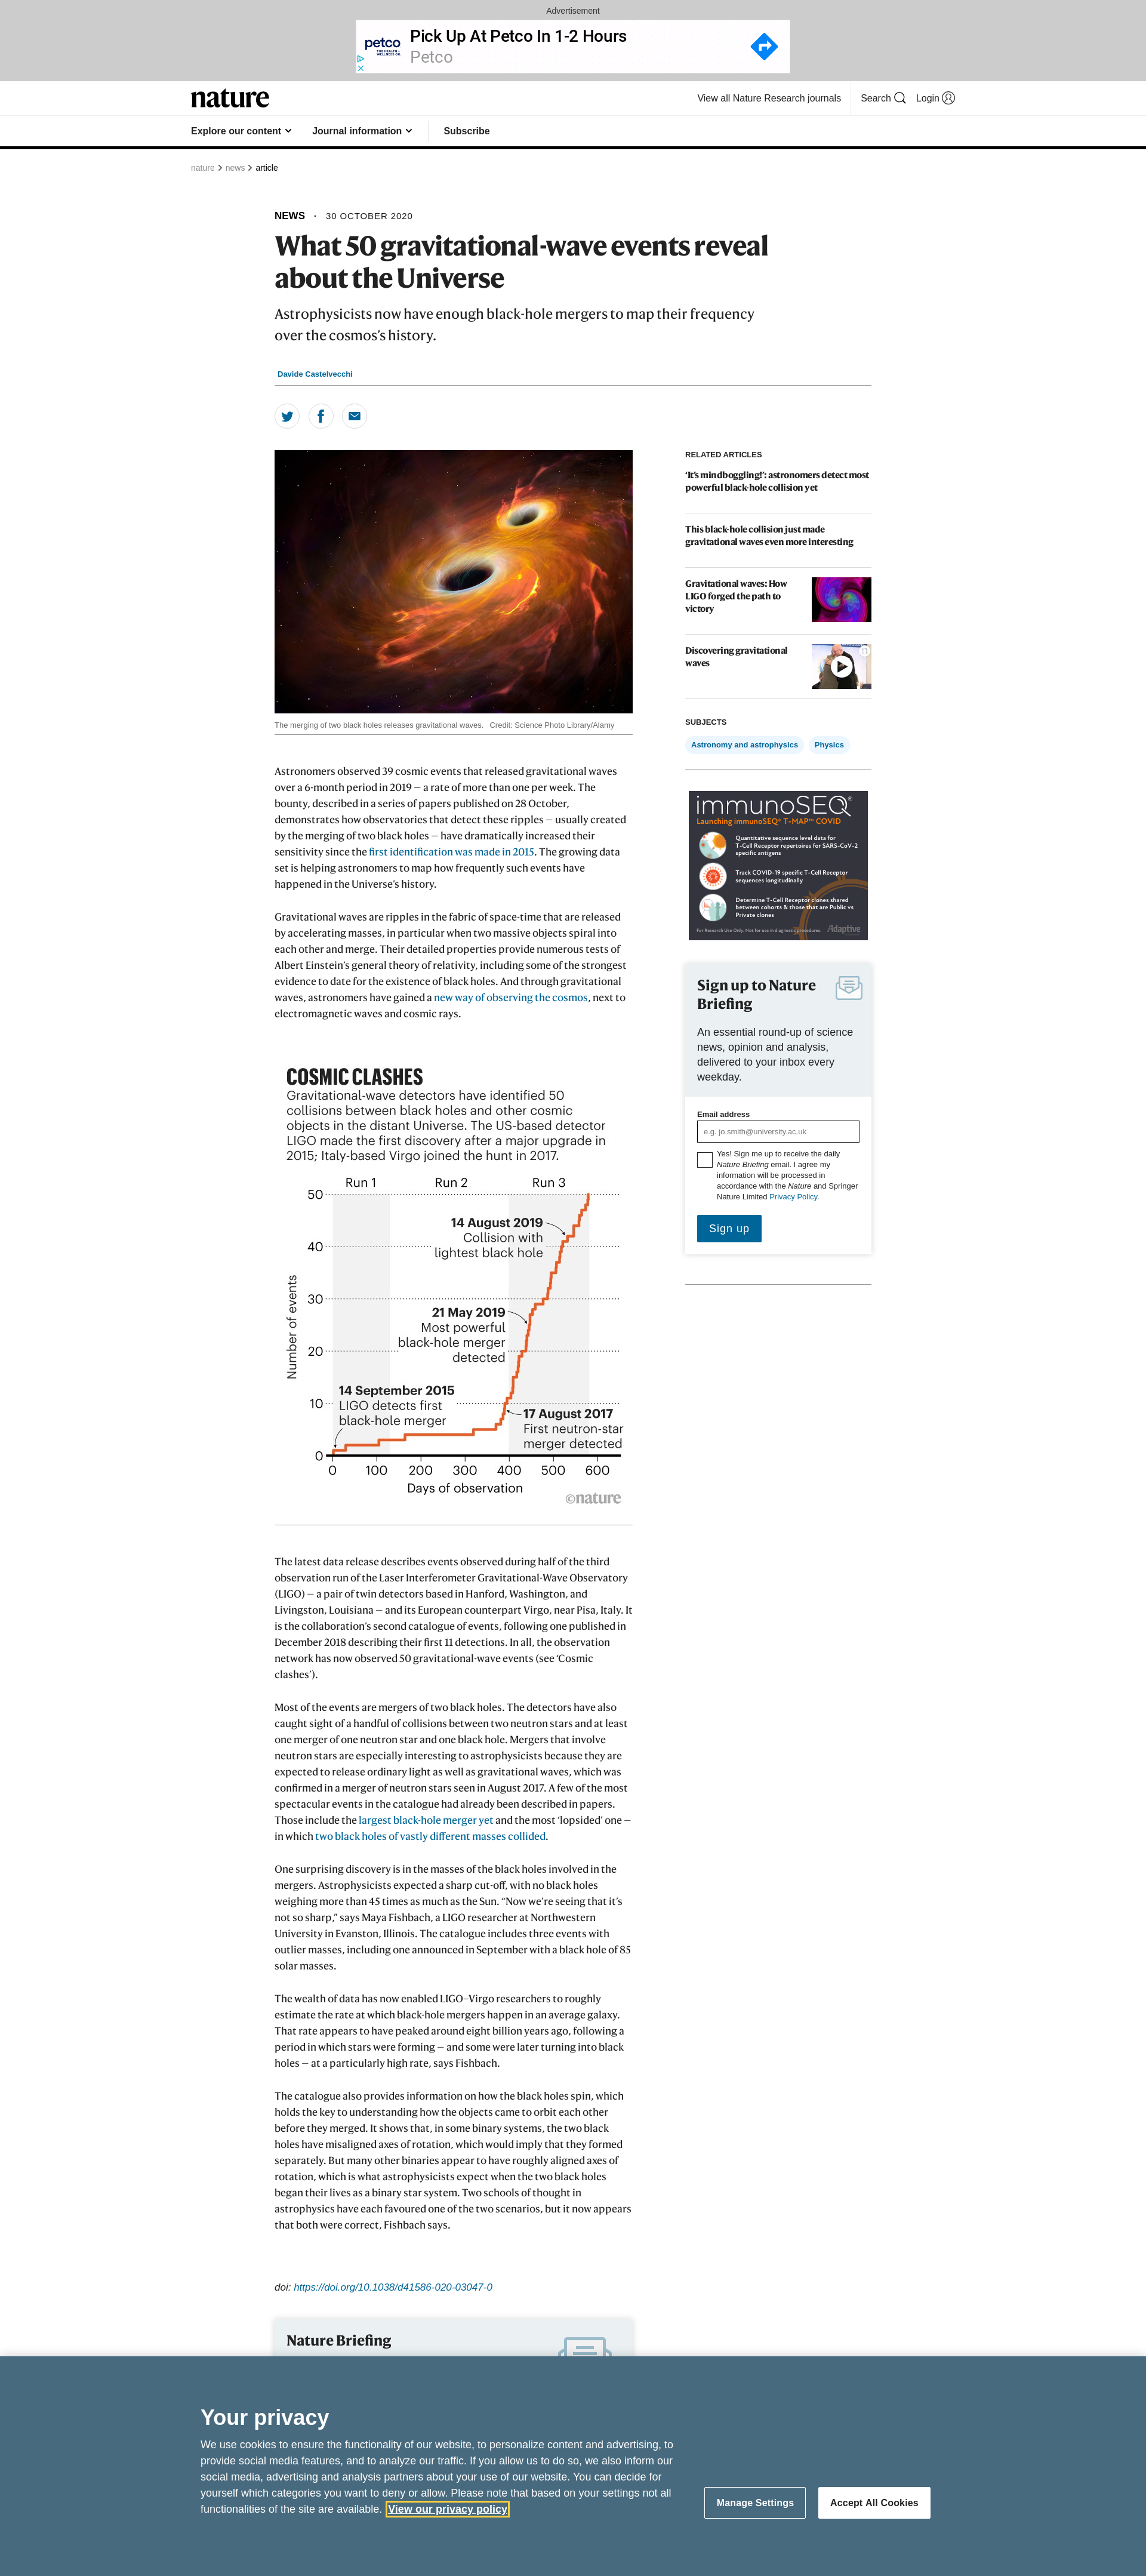 Advertisement
petco
THE HEALTH +
WELLNESS CO.
Pick Up At Petco In 1-2 Hours
Petco
nature
View all Nature Research journals
Search
Login
Explore our content
Journal information
Subscribe
nature
news
article
NEWS · 30 OCTOBER 2020
What 50 gravitational-wave events reveal
about the Universe
Astrophysicists now have enough black-hole mergers to map their frequency
over the cosmos’s history.
Davide Castelvecchi
The merging of two black holes releases gravitational waves. Credit: Science Photo Library/Alamy
Astronomers observed 39 cosmic events that released gravitational waves
over a 6-month period in 2019 — a rate of more than one per week. The
bounty, described in a series of papers published on 28 October,
demonstrates how observatories that detect these ripples — usually created
by the merging of two black holes — have dramatically increased their
sensitivity since the first identification was made in 2015. The growing data
set is helping astronomers to map how frequently such events have
happened in the Universe’s history.
Gravitational waves are ripples in the fabric of space-time that are released
by accelerating masses, in particular when two massive objects spiral into
each other and merge. Their detailed properties provide numerous tests of
Albert Einstein’s general theory of relativity, including some of the strongest
evidence to date for the existence of black holes. And through gravitational
waves, astronomers have gained a new way of observing the cosmos, next to
electromagnetic waves and cosmic rays.
COSMIC CLASHES
Gravitational-wave detectors have identified 50
collisions between black holes and other cosmic
objects in the distant Universe. The US-based detector
LIGO made the first discovery after a major upgrade in
2015; Italy-based Virgo joined the hunt in 2017.
Run 1
Run 2
Run 3
50
40
30
20
10
0
Number of events
14 August 2019
Collision with
lightest black hole
21 May 2019
Most powerful
black-hole merger
detected
14 September 2015
LIGO detects first
black-hole merger
17 August 2017
First neutron-star
merger detected
0
100
200
300
400
500
600
Days of observation
©nature
The latest data release describes events observed during half of the third
observation run of the Laser Interferometer Gravitational-Wave Observatory
(LIGO) — a pair of twin detectors based in Hanford, Washington, and
Livingston, Louisiana — and its European counterpart Virgo, near Pisa, Italy. It
is the collaboration’s second catalogue of events, following one published in
December 2018 describing their first 11 detections. In all, the observation
network has now observed 50 gravitational-wave events (see ‘Cosmic
clashes’).
Most of the events are mergers of two black holes. The detectors have also
caught sight of a handful of collisions between two neutron stars and at least
one merger of one neutron star and one black hole. Mergers that involve
neutron stars are especially interesting to astrophysicists because they are
expected to release ordinary light as well as gravitational waves, which was
confirmed in a merger of neutron stars seen in August 2017. A few of the most
spectacular events in the catalogue had already been described in papers.
Those include the largest black-hole merger yet and the most ‘lopsided’ one —
in which two black holes of vastly different masses collided.
One surprising discovery is in the masses of the black holes involved in the
mergers. Astrophysicists expected a sharp cut-off, with no black holes
weighing more than 45 times as much as the Sun. “Now we’re seeing that it’s
not so sharp,” says Maya Fishbach, a LIGO researcher at Northwestern
University in Evanston, Illinois. The catalogue includes three events with
outlier masses, including one announced in September with a black hole of 85
solar masses.
The wealth of data has now enabled LIGO–Virgo researchers to roughly
estimate the rate at which black-hole mergers happen in an average galaxy.
That rate appears to have peaked around eight billion years ago, following a
period in which stars were forming — and some were later turning into black
holes — at a particularly high rate, says Fishbach.
The catalogue also provides information on how the black holes spin, which
holds the key to understanding how the objects came to orbit each other
before they merged. It shows that, in some binary systems, the two black
holes have misaligned axes of rotation, which would imply that they formed
separately. But many other binaries appear to have roughly aligned axes of
rotation, which is what astrophysicists expect when the two black holes
began their lives as a binary star system. Two schools of thought in
astrophysics have each favoured one of the two scenarios, but it now appears
that both were correct, Fishbach says.
doi: https://doi.org/10.1038/d41586-020-03047-0
Nature Briefing
RELATED ARTICLES
‘It’s mindboggling!’: astronomers detect most
powerful black-hole collision yet
This black-hole collision just made
gravitational waves even more interesting
Gravitational waves: How
LIGO forged the path to
victory
Discovering gravitational
waves
SUBJECTS
Astronomy and astrophysics
Physics
immunoSEQ®
Launching immunoSEQ® T-MAP™ COVID
Quantitative sequence level data for
T-Cell Receptor repertoires for SARS-CoV-2
specific antigens
Track COVID-19 specific T-Cell Receptor
sequences longitudinally
Determine T-Cell Receptor clones shared
between cohorts & those that are Public vs
Private clones
For Research Use Only. Not for use in diagnostic procedures.
Adaptive
Sign up to Nature
Briefing
An essential round-up of science
news, opinion and analysis,
delivered to your inbox every
weekday.
Email address
e.g. jo.smith@university.ac.uk
Yes! Sign me up to receive the daily
Nature Briefing email. I agree my
information will be processed in
accordance with the Nature and Springer
Nature Limited Privacy Policy.
Sign up
Your privacy
We use cookies to ensure the functionality of our website, to personalize content and advertising, to
provide social media features, and to analyze our traffic. If you allow us to do so, we also inform our
social media, advertising and analysis partners about your use of our website. You can decide for
yourself which categories you want to deny or allow. Please note that based on your settings not all
functionalities of the site are available. View our privacy policy
Manage Settings
Accept All Cookies